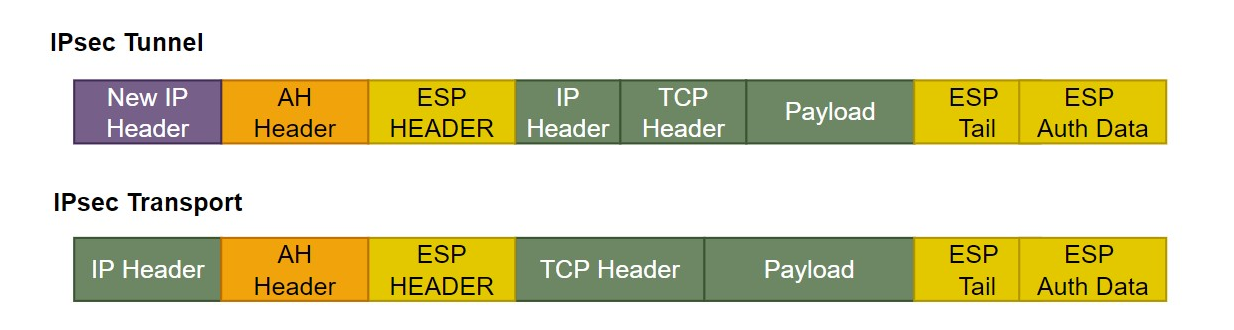 IPsec Tunnel
New IP
Header
AH
Header
ESP
HEADER
IP
Header
TCP
Header
Payload
ESP
Tail
ESP
Auth Data
IPsec Transport
IP Header
AH
Header
ESP
HEADER
TCP Header
Payload
ESP
Tail
ESP
Auth Data